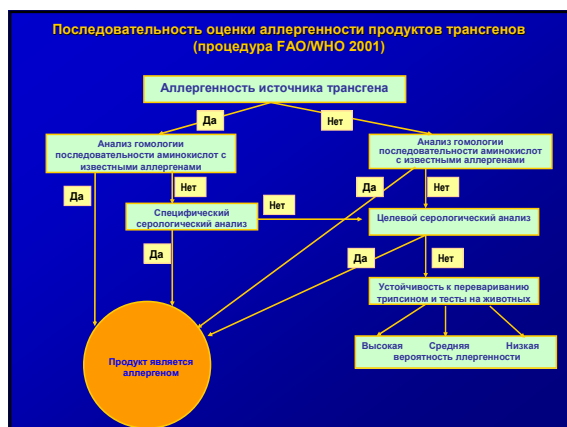 Последовательность оценки аллергенности продуктов трансгенов
(процедура FAO/WHO 2001)
Аллергенность источника трансгена
Да
Нет
Анализ гомологии
последовательности аминокислот с
известными аллергенами
Анализ гомологии
последовательности аминокислот
с известными аллергенами
Да
Нет
Да
Нет
Специфический
серологический анализ
Нет
Целевой серологический анализ
Да
Да
Нет
Устойчивость к перевариванию
трипсином и тесты на животных
Продукт является
аллергеном
Высокая Средняя Низкая
вероятность ллергенности